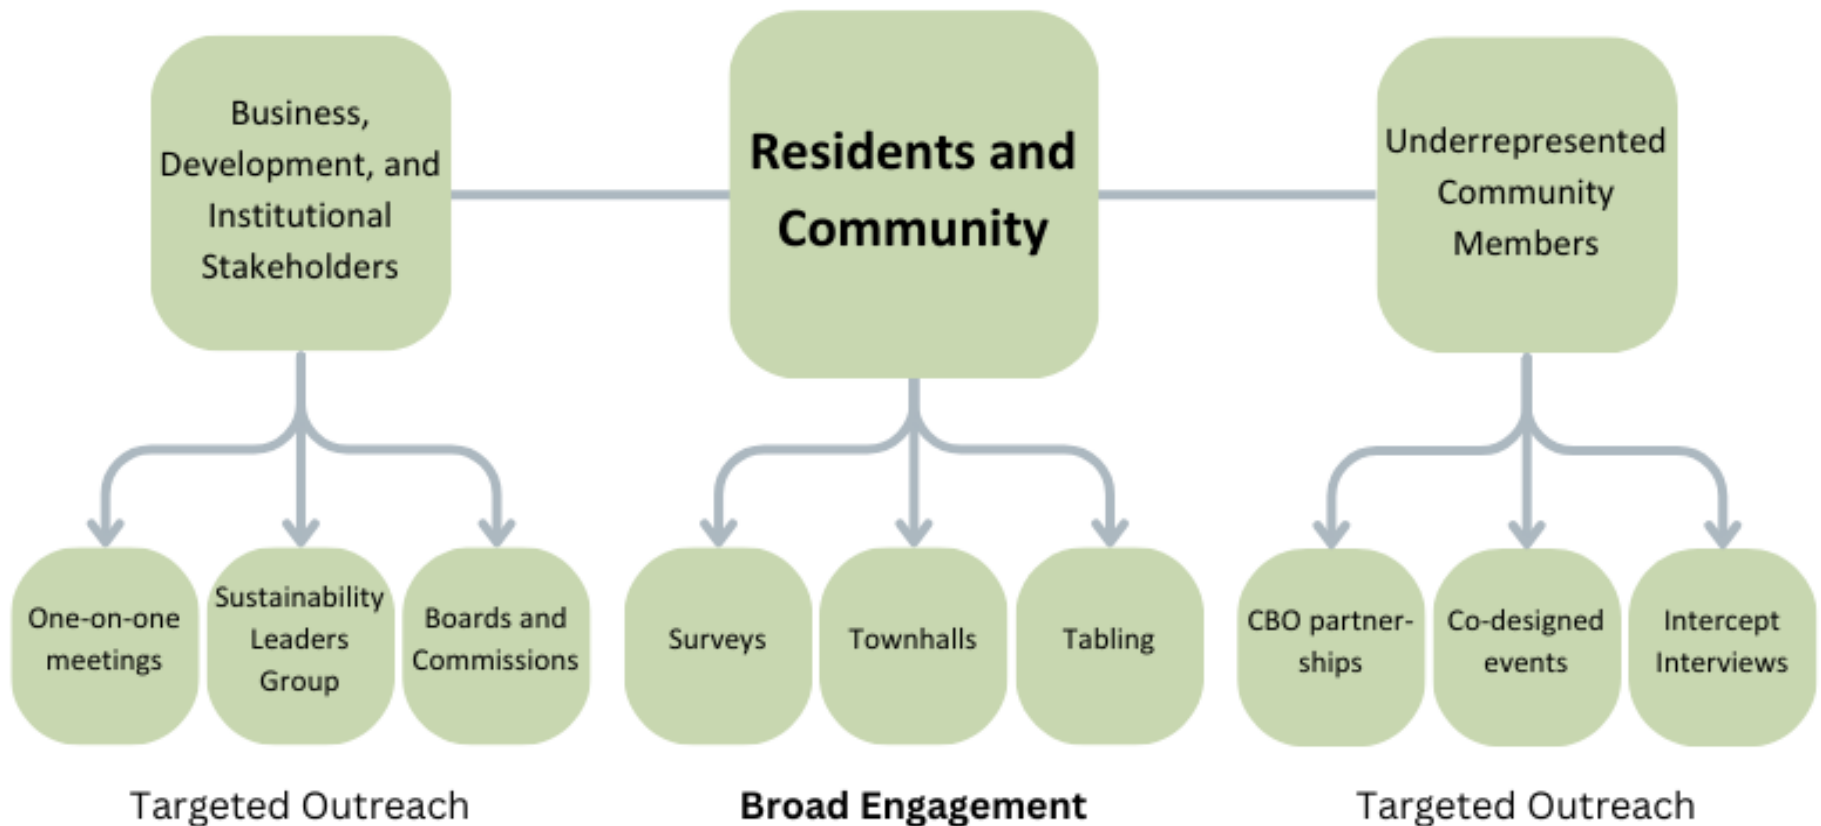 Business,
Development, and
Institutional
Stakeholders
Residents and
Community
Underrepresented
Community
Members
One-on-one
meetings
Sustainability
Leaders
Group
Boards and
Commissions
Surveys
Townhalls
Tabling
CBO partner-
ships
Co-designed
events
Intercept
Interviews
Targeted Outreach
Broad Engagement
Targeted Outreach